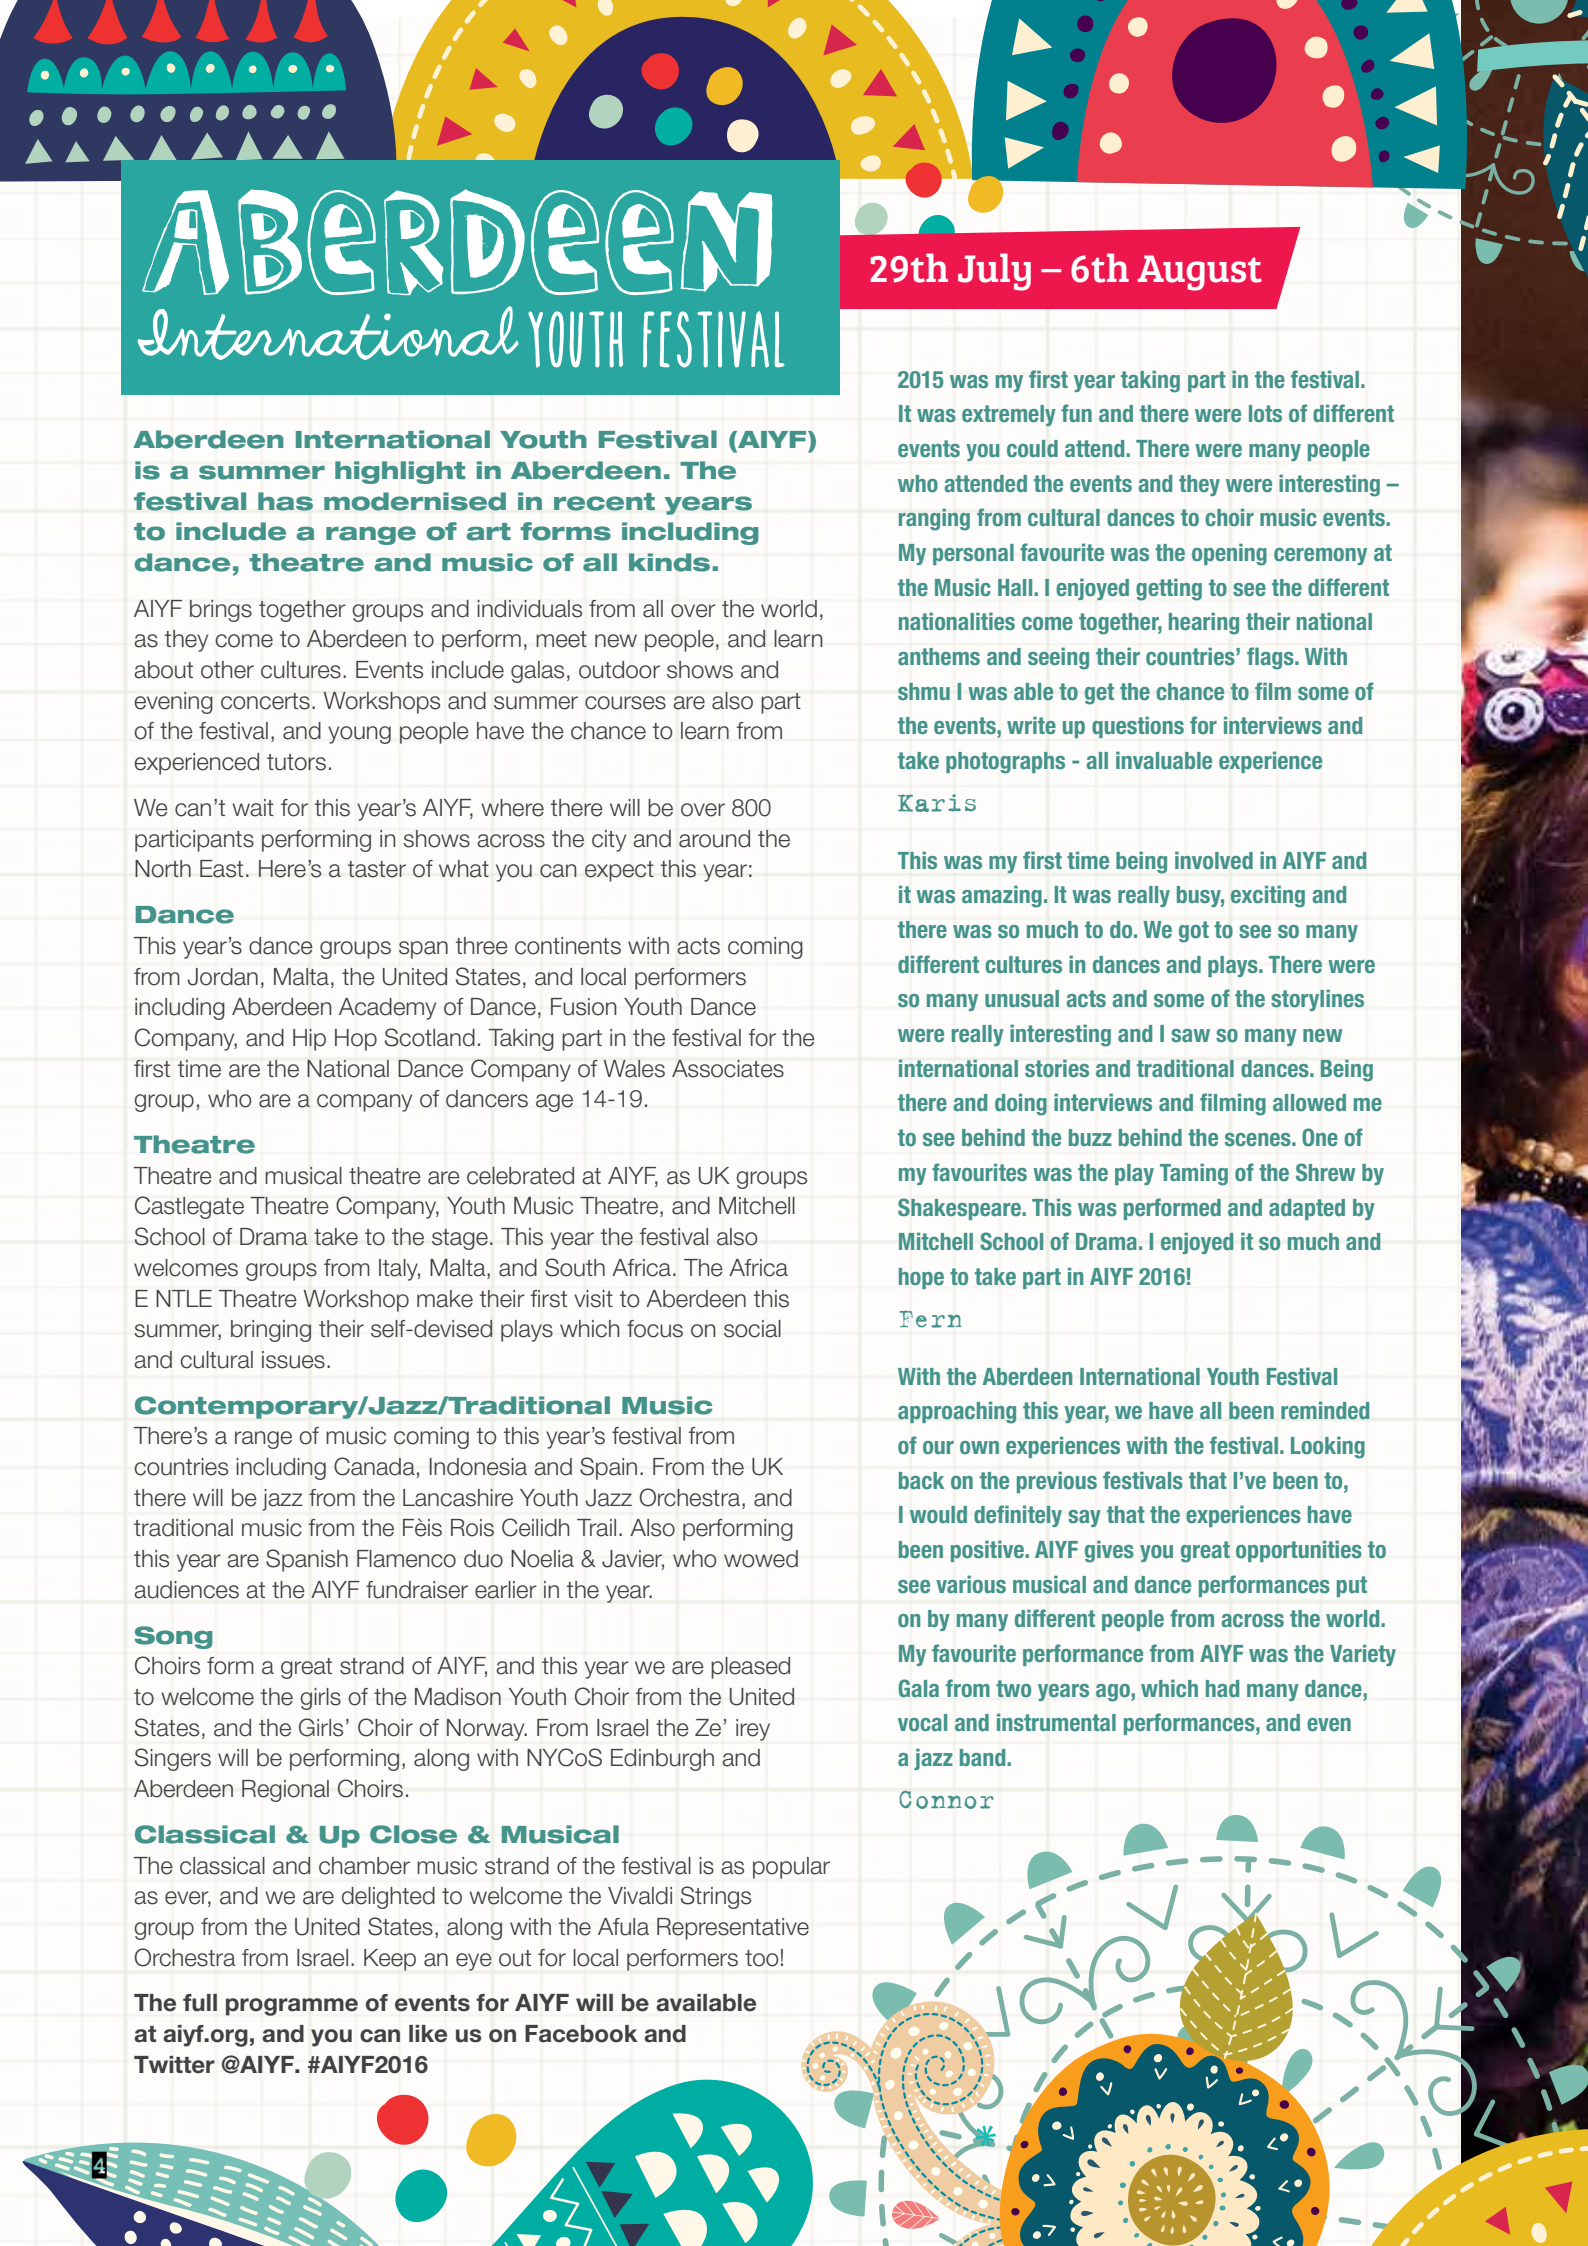 ABERDEEN
International YOUTH FESTIVAL
29th July – 6th August
Aberdeen International Youth Festival (AIYF)
is a summer highlight in Aberdeen. The
festival has modernised in recent years
to include a range of art forms including
dance, theatre and music of all kinds.
AIYF brings together groups and individuals from all over the world,
as they come to Aberdeen to perform, meet new people, and learn
about other cultures. Events include galas, outdoor shows and
evening concerts. Workshops and summer courses are also part
of the festival, and young people have the chance to learn from
experienced tutors.
We can't wait for this year's AIYF, where there will be over 800
participants performing in shows across the city and around the
North East. Here's a taster of what you can expect this year:
Dance
This year's dance groups span three continents with acts coming
from Jordan, Malta, the United States, and local performers
including Aberdeen Academy of Dance, Fusion Youth Dance
Company, and Hip Hop Scotland. Taking part in the festival for the
first time are the National Dance Company of Wales Associates
group, who are a company of dancers age 14-19.
Theatre
Theatre and musical theatre are celebrated at AIYF, as UK groups
Castlegate Theatre Company, Youth Music Theatre, and Mitchell
School of Drama take to the stage. This year the festival also
welcomes groups from Italy, Malta, and South Africa. The Africa
E NTLE Theatre Workshop make their first visit to Aberdeen this
summer, bringing their self-devised plays which focus on social
and cultural issues.
Contemporary/Jazz/Traditional Music
There's a range of music coming to this year's festival from
countries including Canada, Indonesia and Spain. From the UK
there will be jazz from the Lancashire Youth Jazz Orchestra, and
traditional music from the Fèis Rois Ceilidh Trail. Also performing
this year are Spanish Flamenco duo Noelia & Javier, who wowed
audiences at the AIYF fundraiser earlier in the year.
Song
Choirs form a great strand of AIYF, and this year we are pleased
to welcome the girls of the Madison Youth Choir from the United
States, and the Girls' Choir of Norway. From Israel the Ze' irey
Singers will be performing, along with NYCoS Edinburgh and
Aberdeen Regional Choirs.
Classical & Up Close & Musical
The classical and chamber music strand of the festival is as popular
as ever, and we are delighted to welcome the Vivaldi Strings
group from the United States, along with the Afula Representative
Orchestra from Israel. Keep an eye out for local performers too!
The full programme of events for AIYF will be available
at aiyf.org, and you can like us on Facebook and
Twitter @AIYF. #AIYF2016
2015 was my first year taking part in the festival.
It was extremely fun and there were lots of different
events you could attend. There were many people
who attended the events and they were interesting –
ranging from cultural dances to choir music events.
My personal favourite was the opening ceremony at
the Music Hall. I enjoyed getting to see the different
nationalities come together, hearing their national
anthems and seeing their countries' flags. With
shmu I was able to get the chance to film some of
the events, write up questions for interviews and
take photographs - all invaluable experience
Karis
This was my first time being involved in AIYF and
it was amazing. It was really busy, exciting and
there was so much to do. We got to see so many
different cultures in dances and plays. There were
so many unusual acts and some of the storylines
were really interesting and I saw so many new
international stories and traditional dances. Being
there and doing interviews and filming allowed me
to see behind the buzz behind the scenes. One of
my favourites was the play Taming of the Shrew by
Shakespeare. This was performed and adapted by
Mitchell School of Drama. I enjoyed it so much and
hope to take part in AIYF 2016!
Fern
With the Aberdeen International Youth Festival
approaching this year, we have all been reminded
of our own experiences with the festival. Looking
back on the previous festivals that I've been to,
I would definitely say that the experiences have
been positive. AIYF gives you great opportunities to
see various musical and dance performances put
on by many different people from across the world.
My favourite performance from AIYF was the Variety
Gala from two years ago, which had many dance,
vocal and instrumental performances, and even
a jazz band.
Connor
4